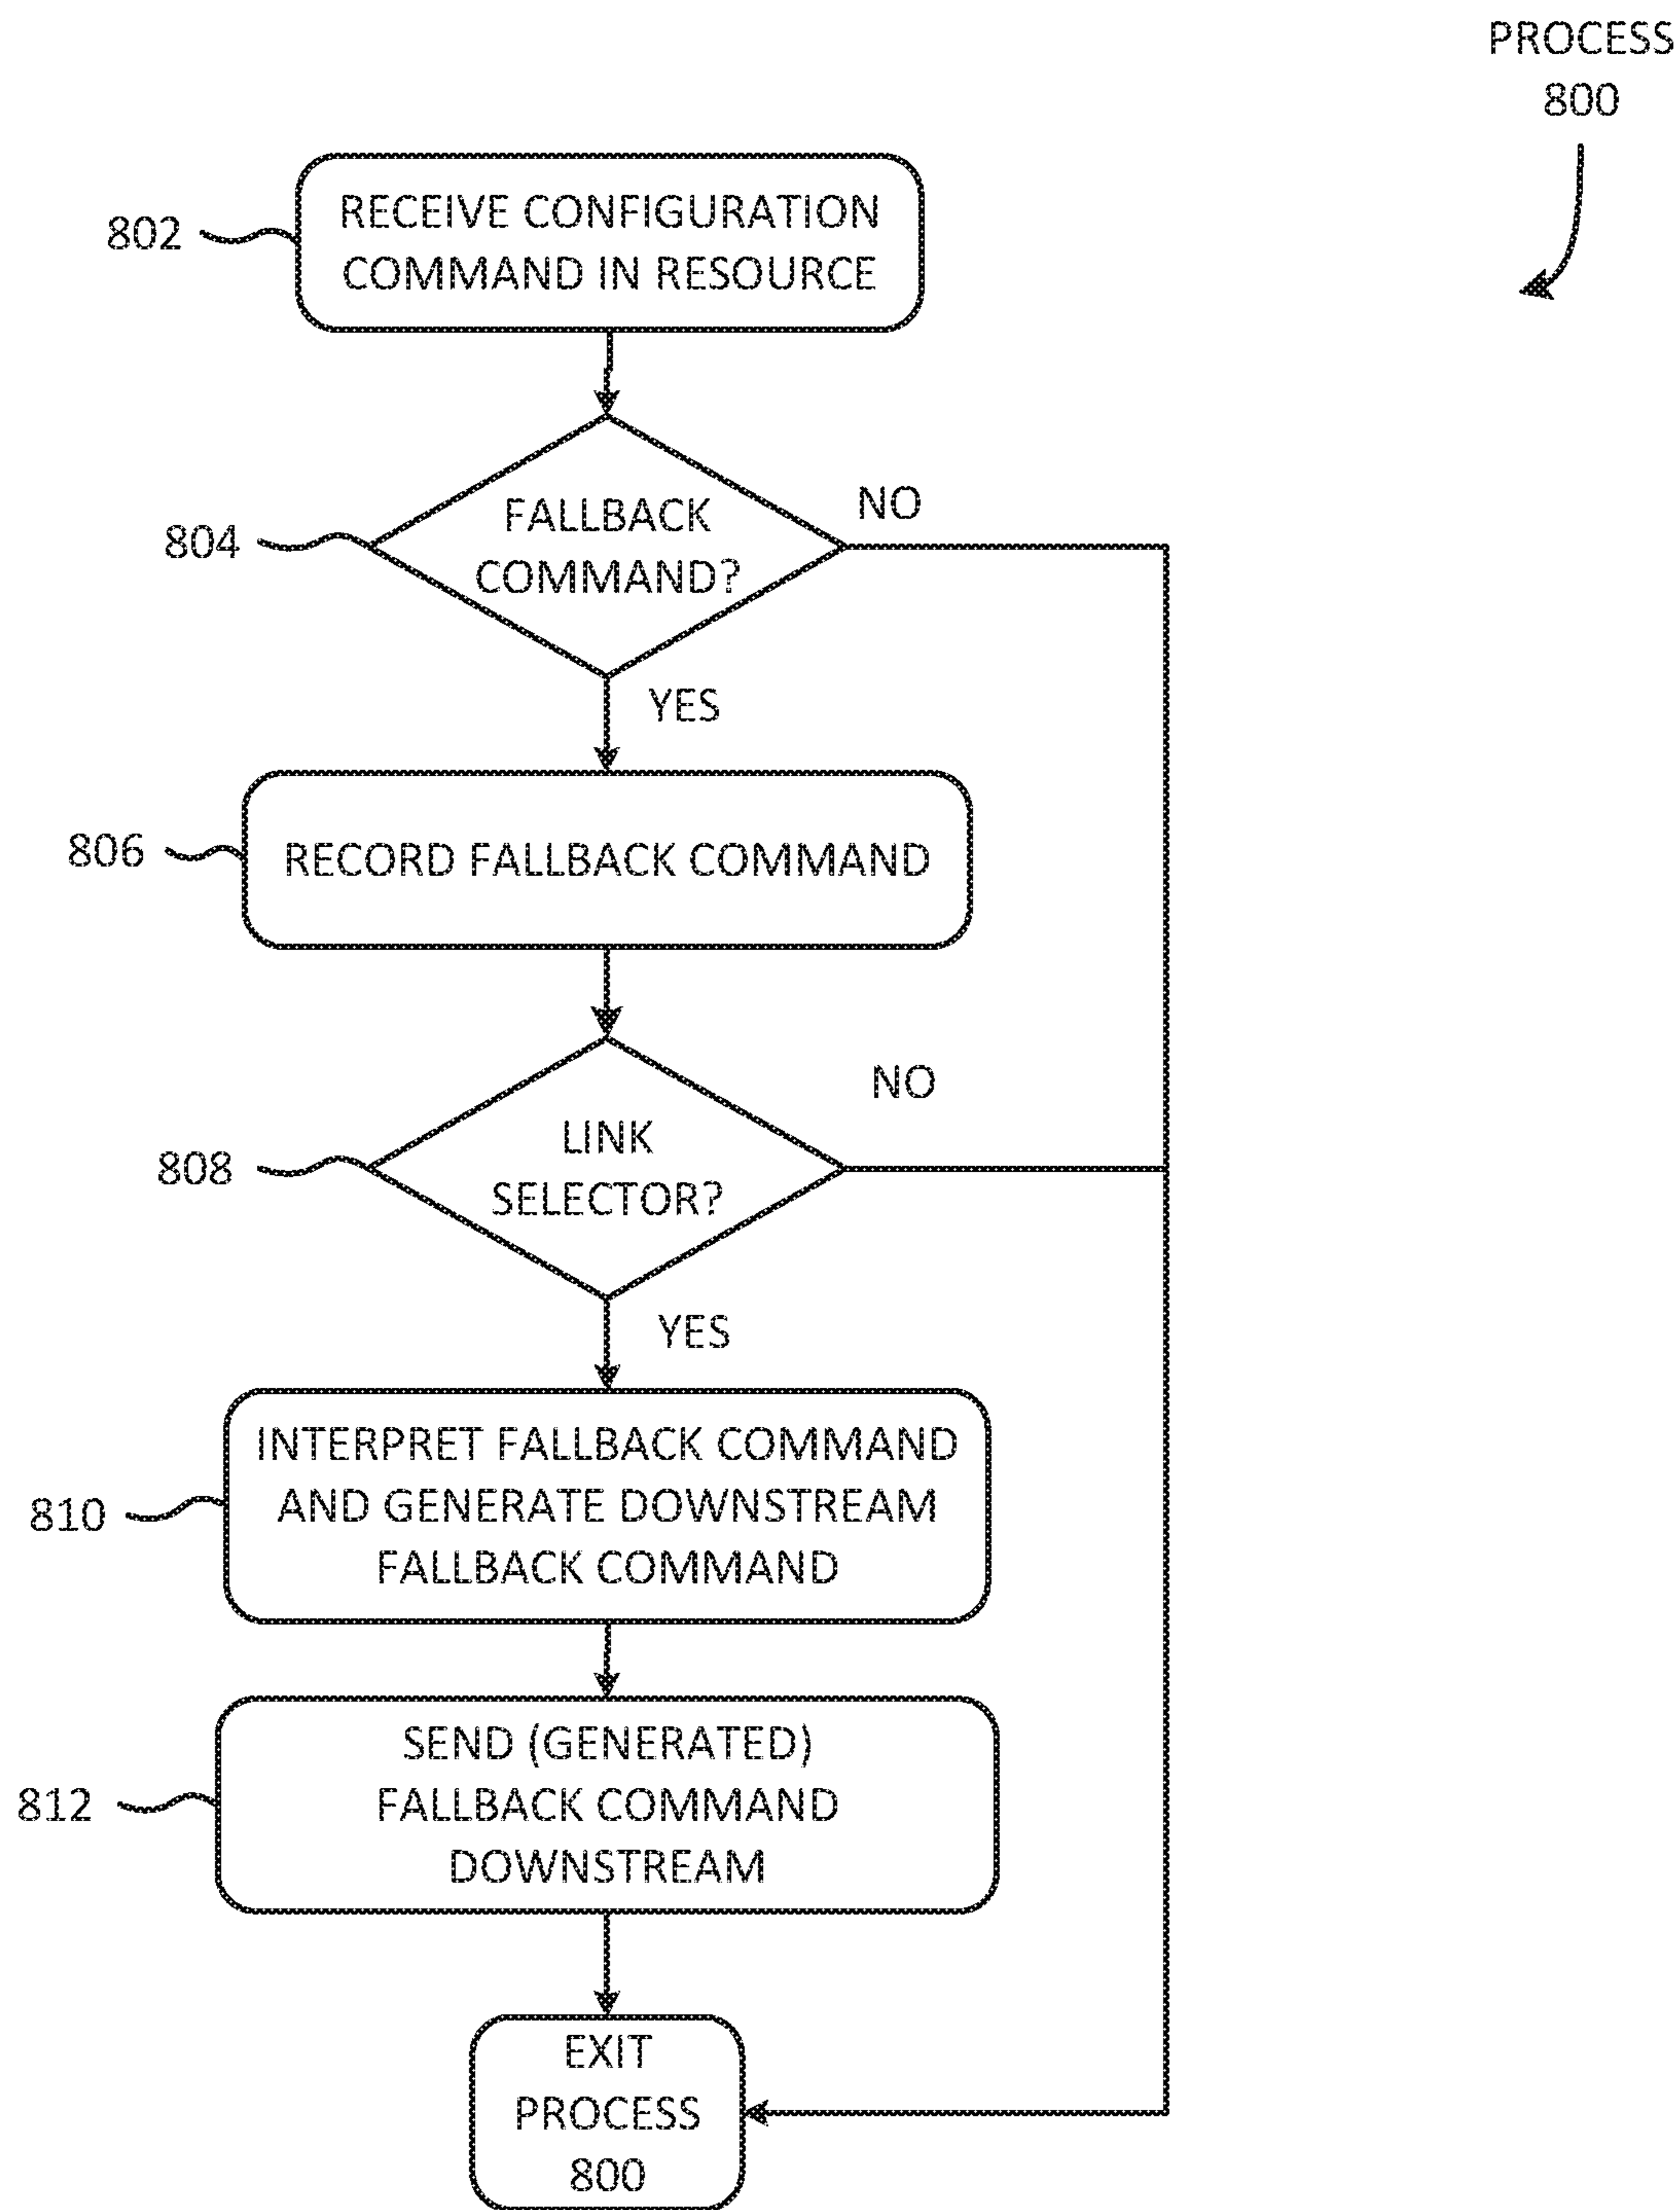 PROCESS
800
802
RECEIVE CONFIGURATION
COMMAND IN RESOURCE
804
FALLBACK
COMMAND?
NO
YES
806
RECORD FALLBACK COMMAND
808
LINK
SELECTOR?
NO
YES
810
INTERPRET FALLBACK COMMAND
AND GENERATE DOWNSTREAM
FALLBACK COMMAND
812
SEND (GENERATED)
FALLBACK COMMAND
DOWNSTREAM
EXIT
PROCESS
800